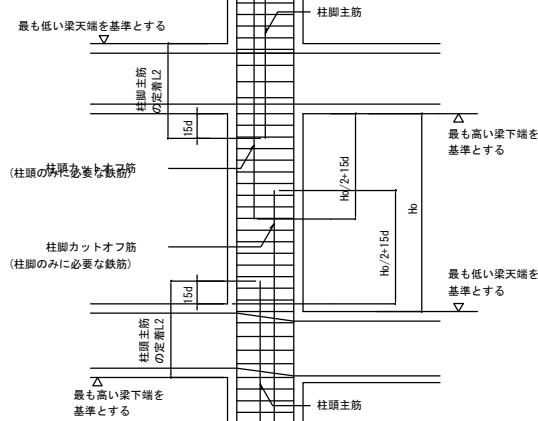 最も低い梁天端を基準とする
柱脚主筋
柱脚主筋
の定着L2
15d
最も高い梁下端を
基準とする
柱頭カットオフ筋
(柱頭のみに必要な鉄筋)
Ho/2+15d
Ho
柱脚カットオフ筋
(柱脚のみに必要な鉄筋)
Ho/2+15d
最も低い梁天端を
基準とする
15d
柱頭主筋
の定着L2
最も高い梁下端を
基準とする
柱頭主筋